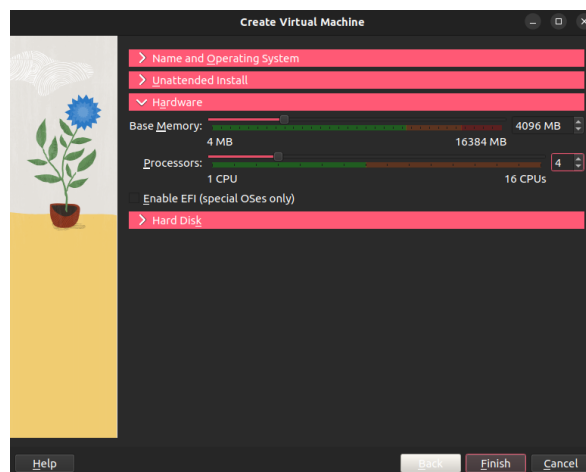 Create Virtual Machine
Name and Operating System
Unattended Install
Hardware
Base Memory: 4096 MB
4 MB 16384 MB
Processors: 4
1 CPU 16 CPUs
Enable EFI (special OSes only)
Hard Disk
Help Back Finish Cancel